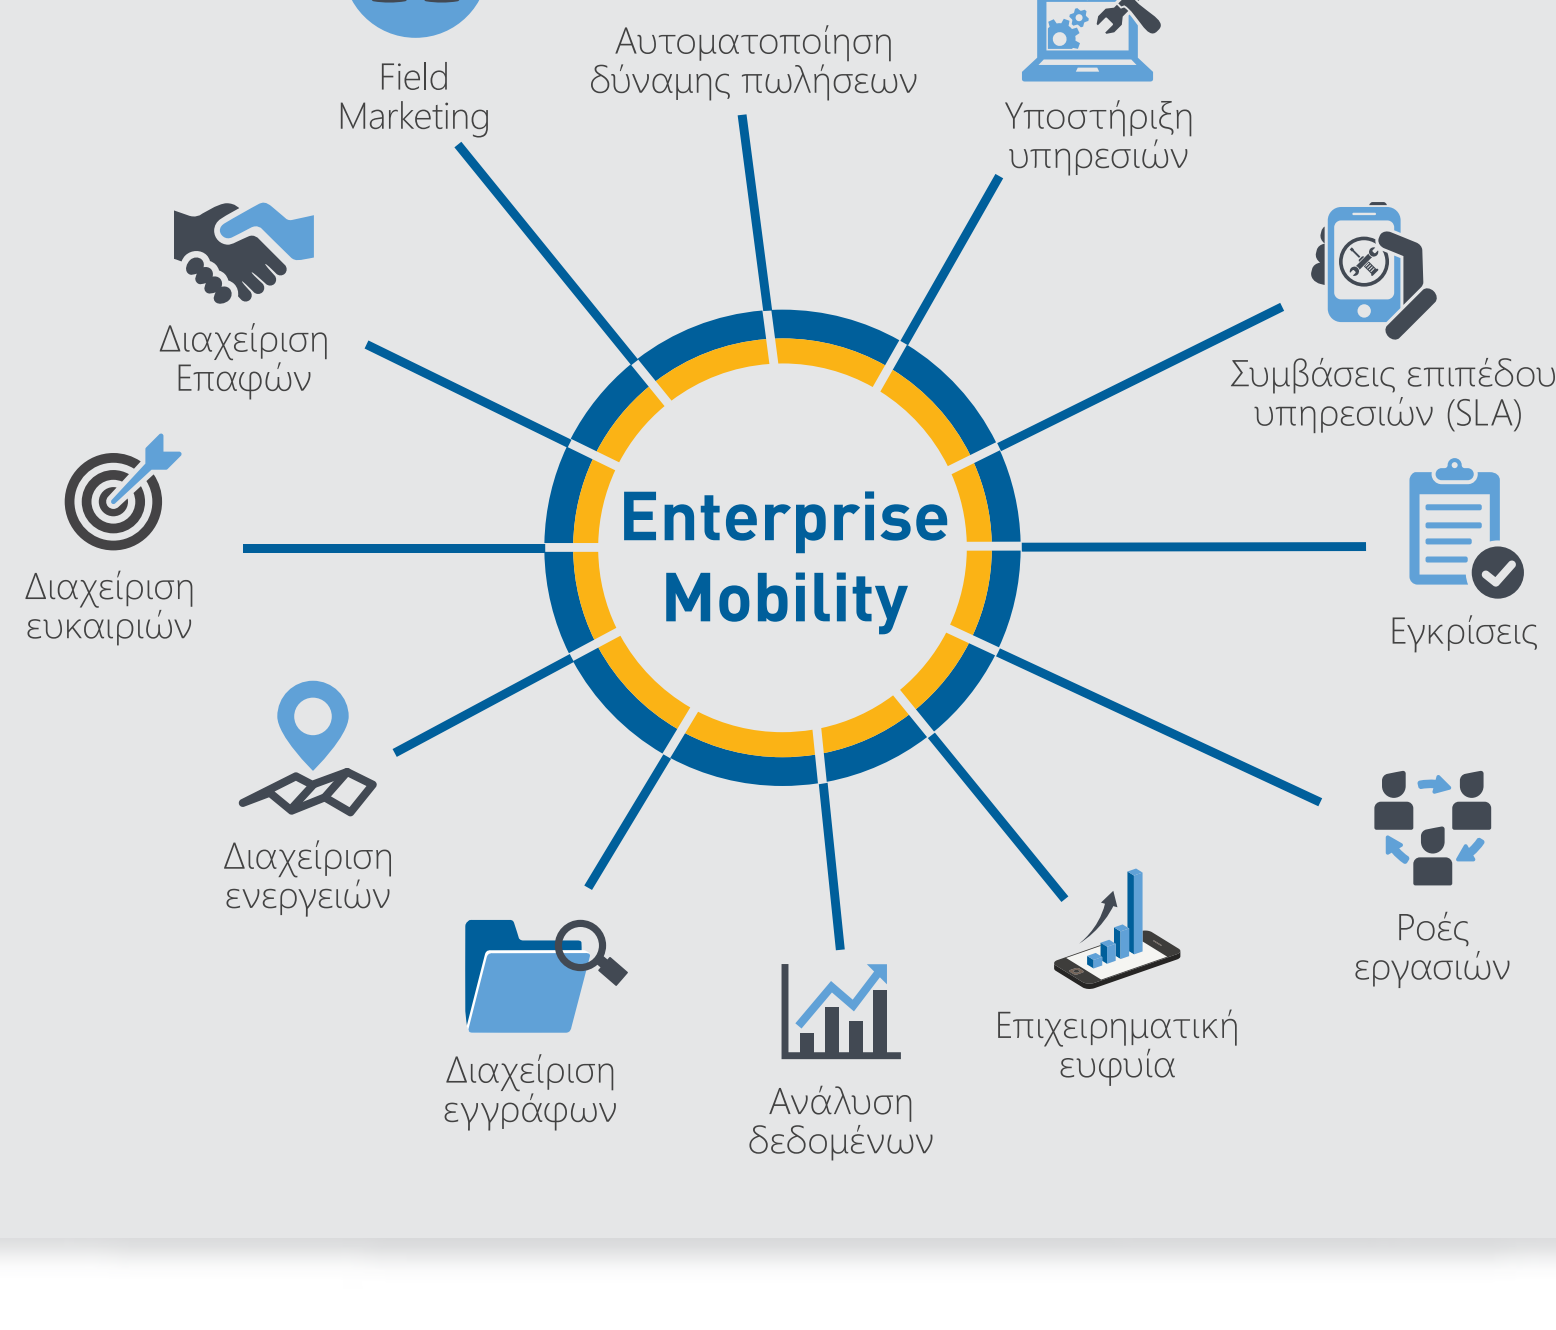 Αυτοματοποίηση
δύναμης πωλήσεων
Field
Marketing
Υποστήριξη
υπηρεσιών
Διαχείριση
Επαφών
Συμβάσεις επιπέδου
υπηρεσιών (SLA)
Enterprise
Mobility
Διαχείριση
ευκαιριών
Εγκρίσεις
Διαχείριση
ενεργειών
Ροές
εργασιών
Επιχειρηματική
ευφυία
Διαχείριση
εγγράφων
Ανάλυση
δεδομένων